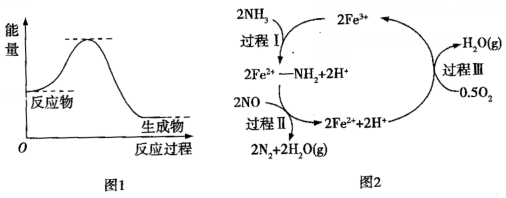 能
量
反应物
生成物
O
反应过程
图1
2NH₃
2Fe³⁺
过程Ⅰ
H₂O(g)
2Fe²⁺—NH₂+2H⁺
过程Ⅲ
2NO
0.5O₂
过程Ⅱ
2Fe²⁺+2H⁺
2N₂+2H₂O(g)
图2